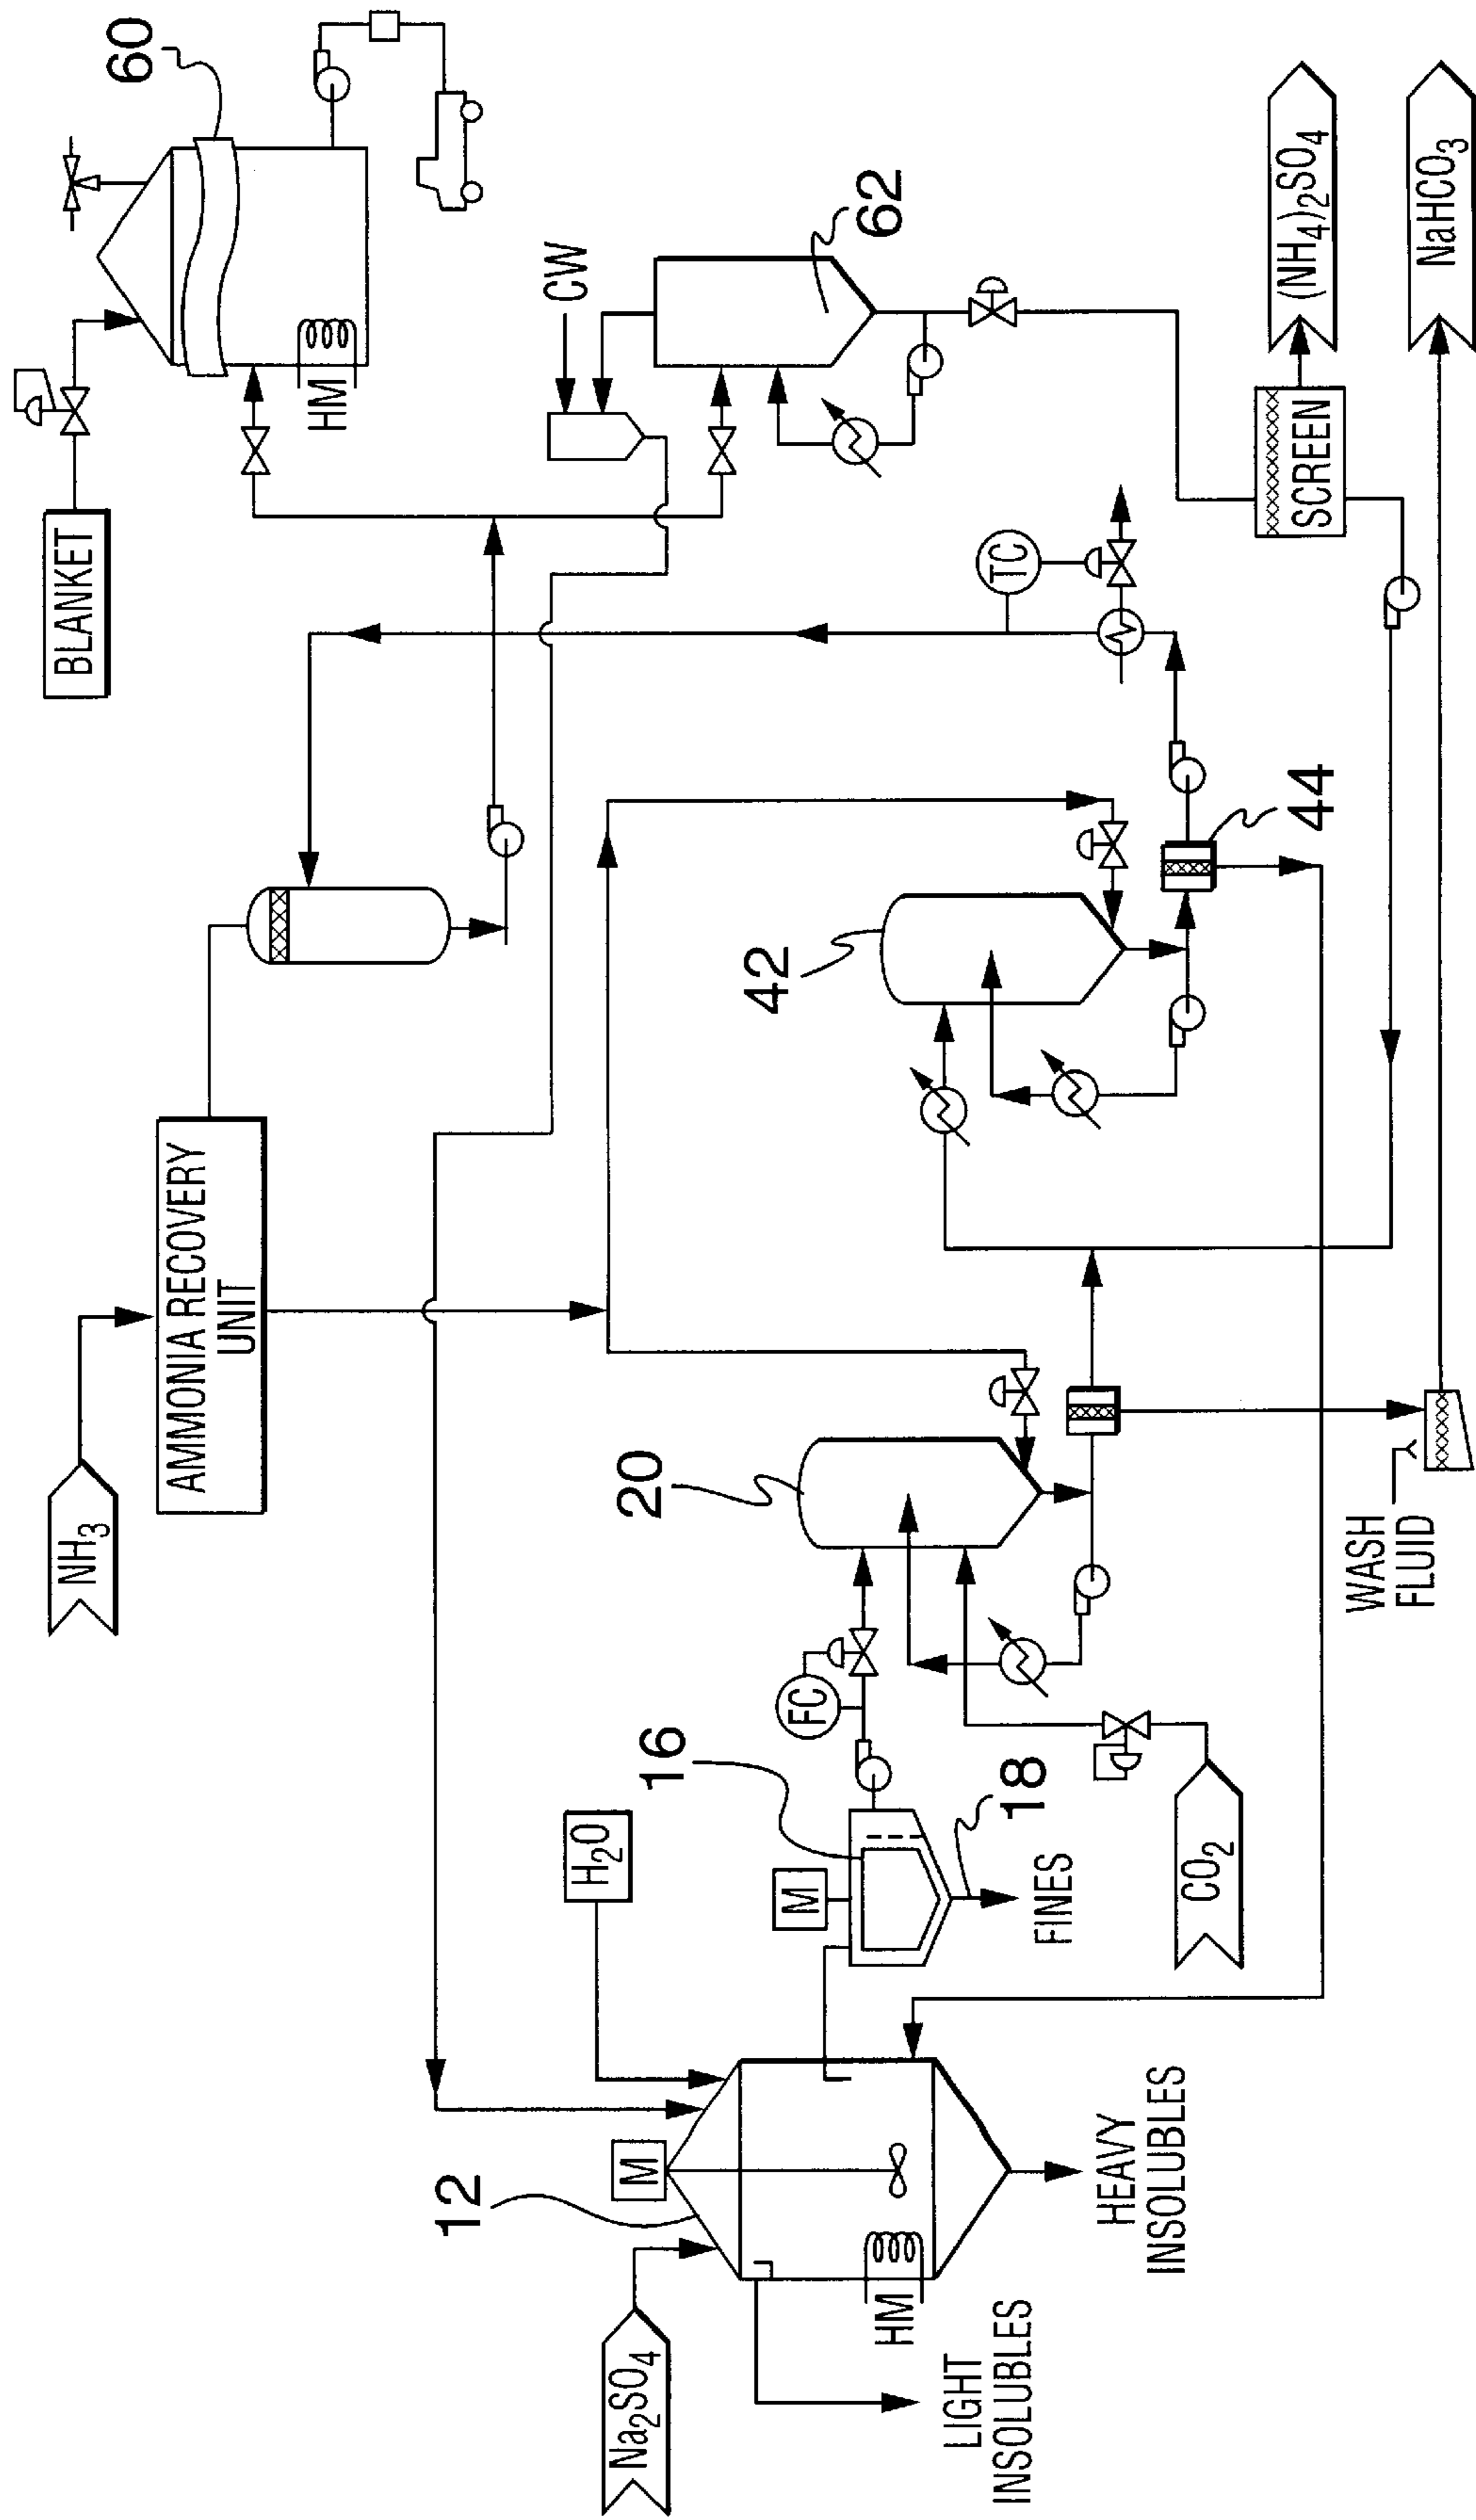 60
BLANKET
HM
CW
62
NH3
AMMONIA RECOVERY
UNIT
TC
SCREEN
(NH4)2SO4
NaHCO3
42
44
20
WASH
FLUID
FC
16
18
FINES
M
H2O
CO2
12
M
Na2SO4
HM
LIGHT
INSOLUBLES
HEAVY
INSOLUBLES